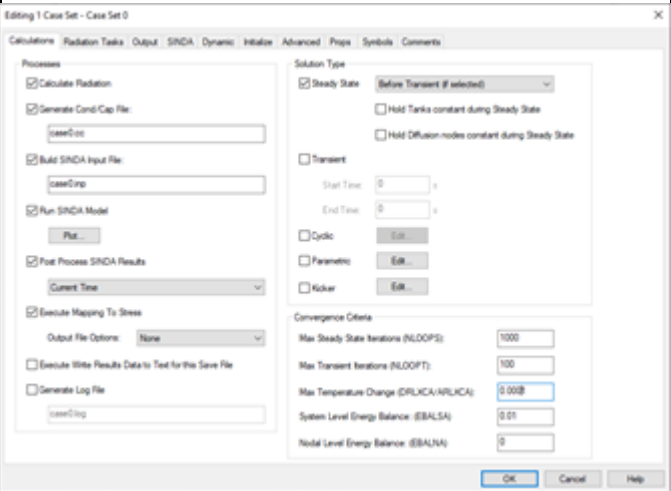 Editing 1 Case Set - Case Set 0
Calculations Radiation Tasks Output SINDA Dynamic Initialize Advanced Props Symbols Comments
Processes
Calculate Radiation
Generate Cond/Cap File:
case0.cc
Build SINDA Input File:
case0.inp
Run SINDA Model
Plot...
Post Process SINDA Results
Current Time
Execute Mapping To Stress
Output File Options: None
Execute Write Results Data to Text for this Save File
Generate Log File
case0.log
Solution Type
Steady State Before Transient (if selected)
Hold Tanks constant during Steady State
Hold Diffusion nodes constant during Steady State
Transient
Start Time: 0 s
End Time: 0 s
Cyclic Edit...
Parametric Edit...
Kicker Edit...
Convergence Criteria
Max Steady State Iterations (NLOOPS): 1000
Max Transient Iterations (NLOOPT): 100
Max Temperature Change (DRLXCA/ARLXCA):
System Level Energy Balance: (EBALSA) 0.01
Nodal Level Energy Balance: (EBALNA) 0
OK Cancel Help